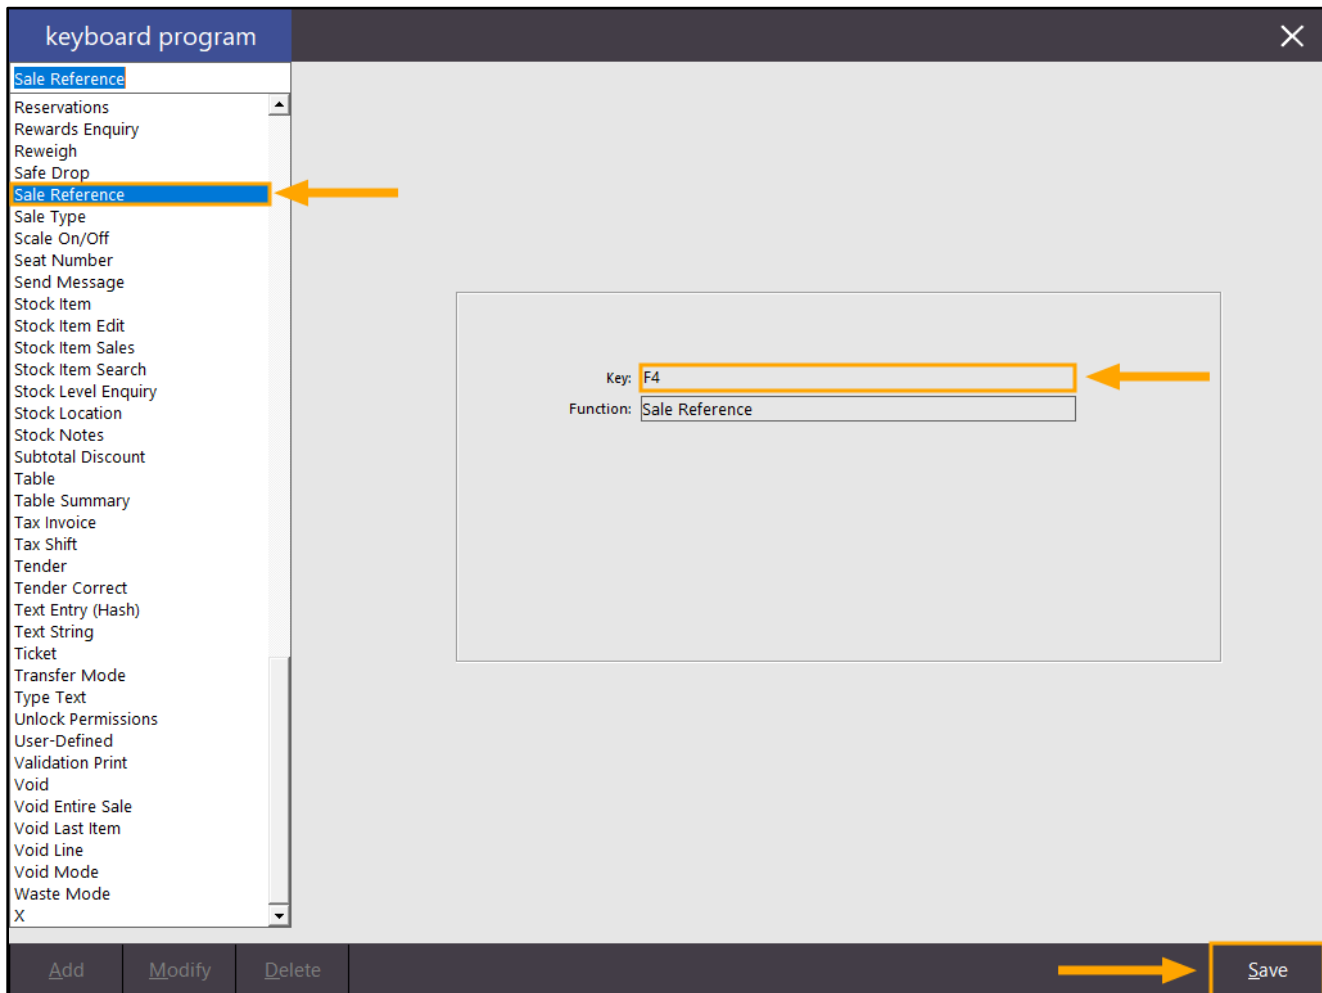 keyboard program
Sale Reference
Reservations
Rewards Enquiry
Reweigh
Safe Drop
Sale Reference
Sale Type
Scale On/Off
Seat Number
Send Message
Stock Item
Stock Item Edit
Stock Item Sales
Stock Item Search
Stock Level Enquiry
Stock Location
Stock Notes
Subtotal Discount
Table
Table Summary
Tax Invoice
Tax Shift
Tender
Tender Correct
Text Entry (Hash)
Text String
Ticket
Transfer Mode
Type Text
Unlock Permissions
User-Defined
Validation Print
Void
Void Entire Sale
Void Last Item
Void Line
Void Mode
Waste Mode
X
Key: F4
Function: Sale Reference
Add Modify Delete Save